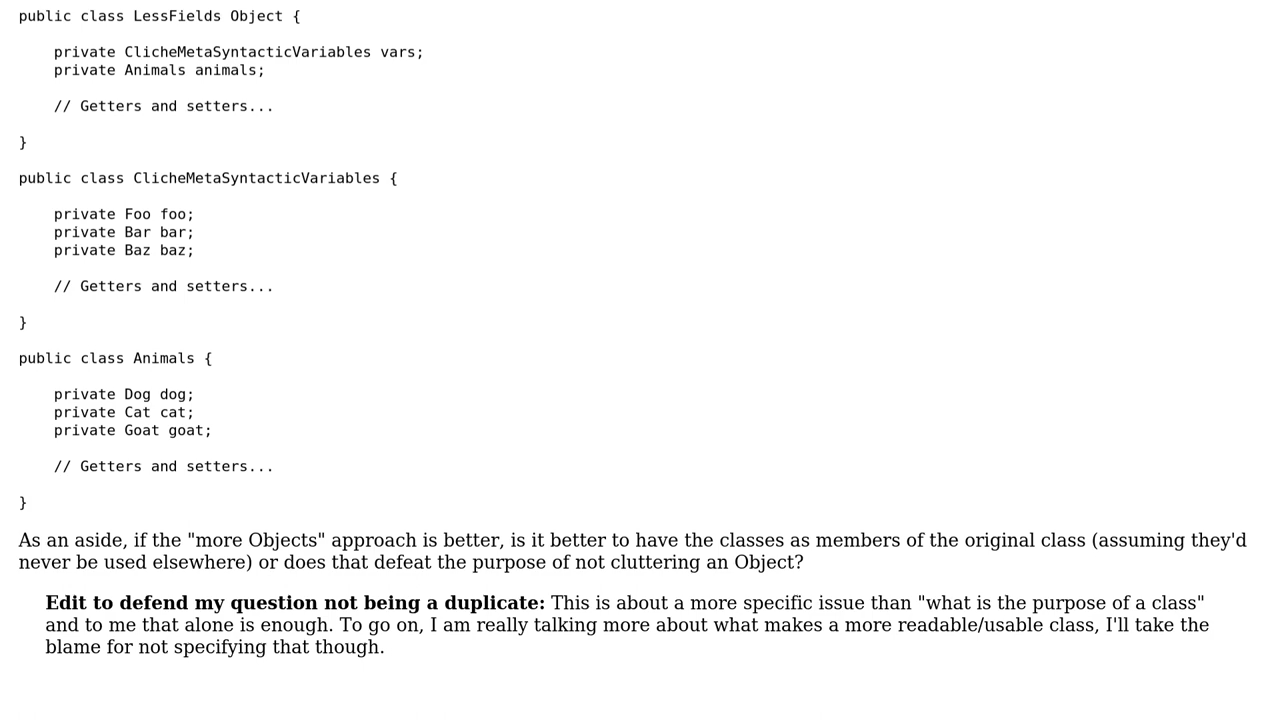 public class LessFields Object {
    private ClicheMetaSyntacticVariables vars;
    private Animals animals;
    // Getters and setters...
}
public class ClicheMetaSyntacticVariables {
    private Foo foo;
    private Bar bar;
    private Baz baz;
    // Getters and setters...
}
public class Animals {
    private Dog dog;
    private Cat cat;
    private Goat goat;
    // Getters and setters...
}
As an aside, if the "more Objects" approach is better, is it better to have the classes as members of the original class (assuming they'd
never be used elsewhere) or does that defeat the purpose of not cluttering an Object?
Edit to defend my question not being a duplicate: This is about a more specific issue than "what is the purpose of a class"
and to me that alone is enough. To go on, I am really talking more about what makes a more readable/usable class, I'll take the
blame for not specifying that though.